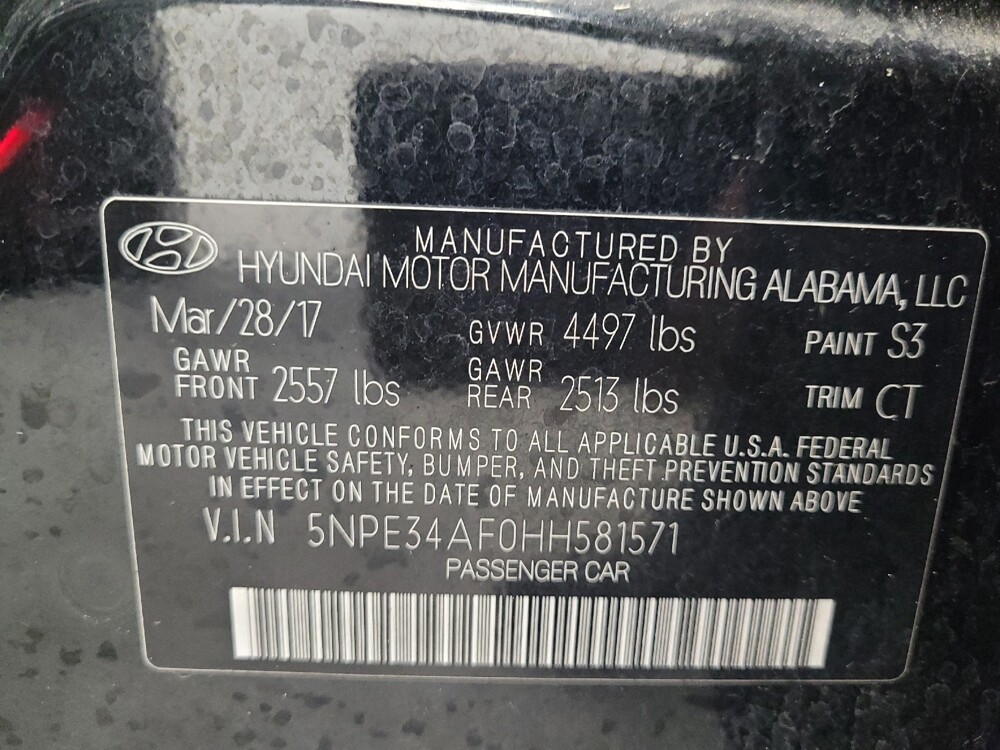 MANUFACTURED BY
HYUNDAI MOTOR MANUFACTURING ALABAMA, LLC
Mar/28/17 GVWR 4497 lbs PAINT S3
GAWR FRONT 2557 lbs GAWR REAR 2513 lbs TRIM CT
THIS VEHICLE CONFORMS TO ALL APPLICABLE U.S.A. FEDERAL
MOTOR VEHICLE SAFETY, BUMPER, AND THEFT PREVENTION STANDARDS
IN EFFECT ON THE DATE OF MANUFACTURE SHOWN ABOVE
V.I.N 5NPE34AF0HH581571
PASSENGER CAR